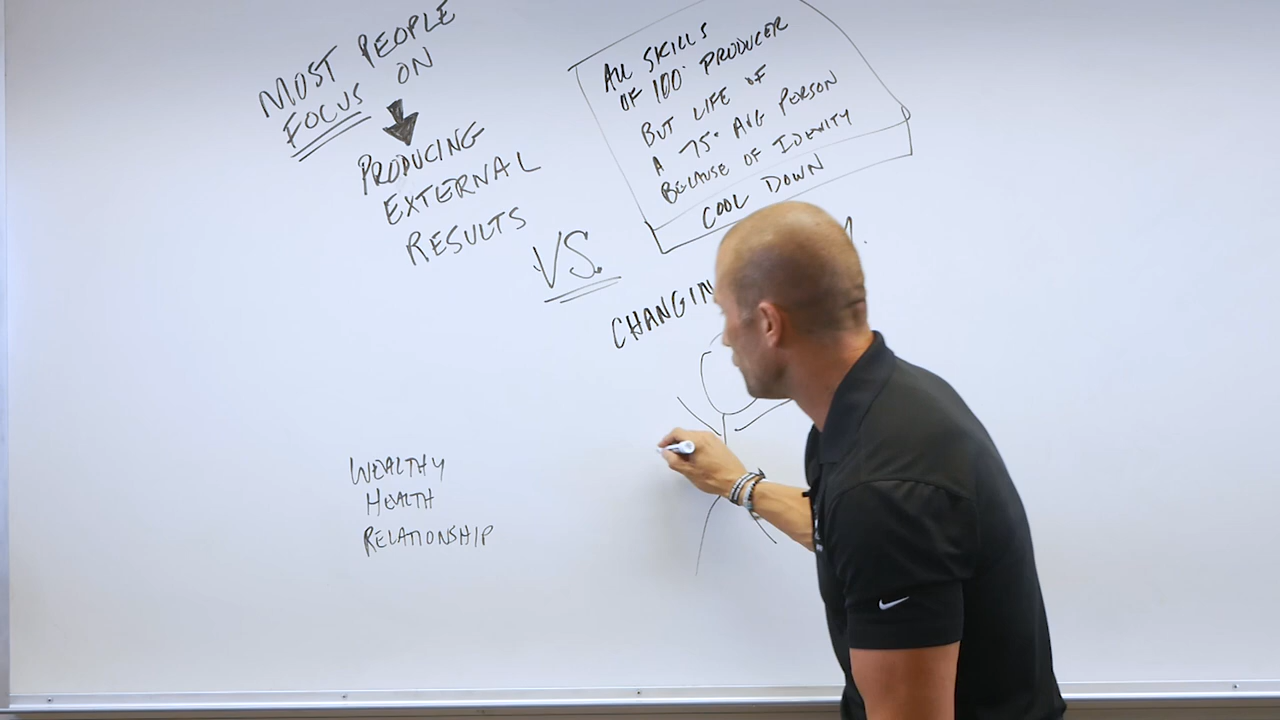 MOST PEOPLE
FOCUS ON
PRODUCING
EXTERNAL
RESULTS
VS.
ALL SKILLS
OF 100° PRODUCER
BUT LIFE OF
A 75° AVG PERSON
BECAUSE OF IDENITY
COOL DOWN
CHANGIN
WEALTHY
HEALTH
RELATIONSHIP